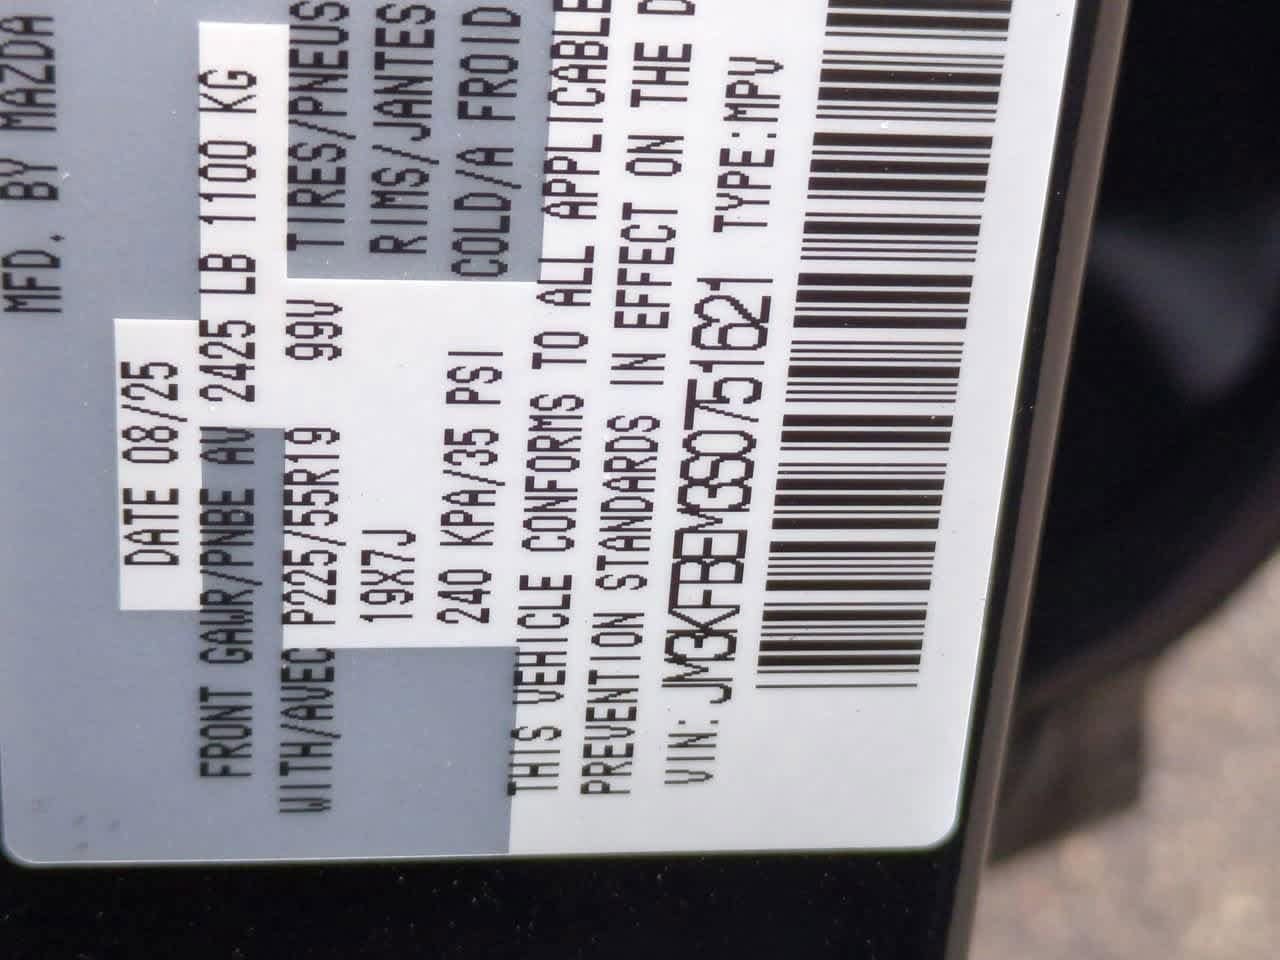 MFD. BY MAZDA
DATE 08/25
FRONT GAWR/PNBE AV 2425 LB 1100 KG
WITH/AVEC P225/55R19 99V TIRES/PNEUS
19X7J RIMS/JANTES
240 KPA/35 PSI COLD/A FROID
THIS VEHICLE CONFORMS TO ALL APPLICABLE
PREVENTION STANDARDS IN EFFECT ON THE D
VIN: JM3KFBEM3S0751621 TYPE:MPV